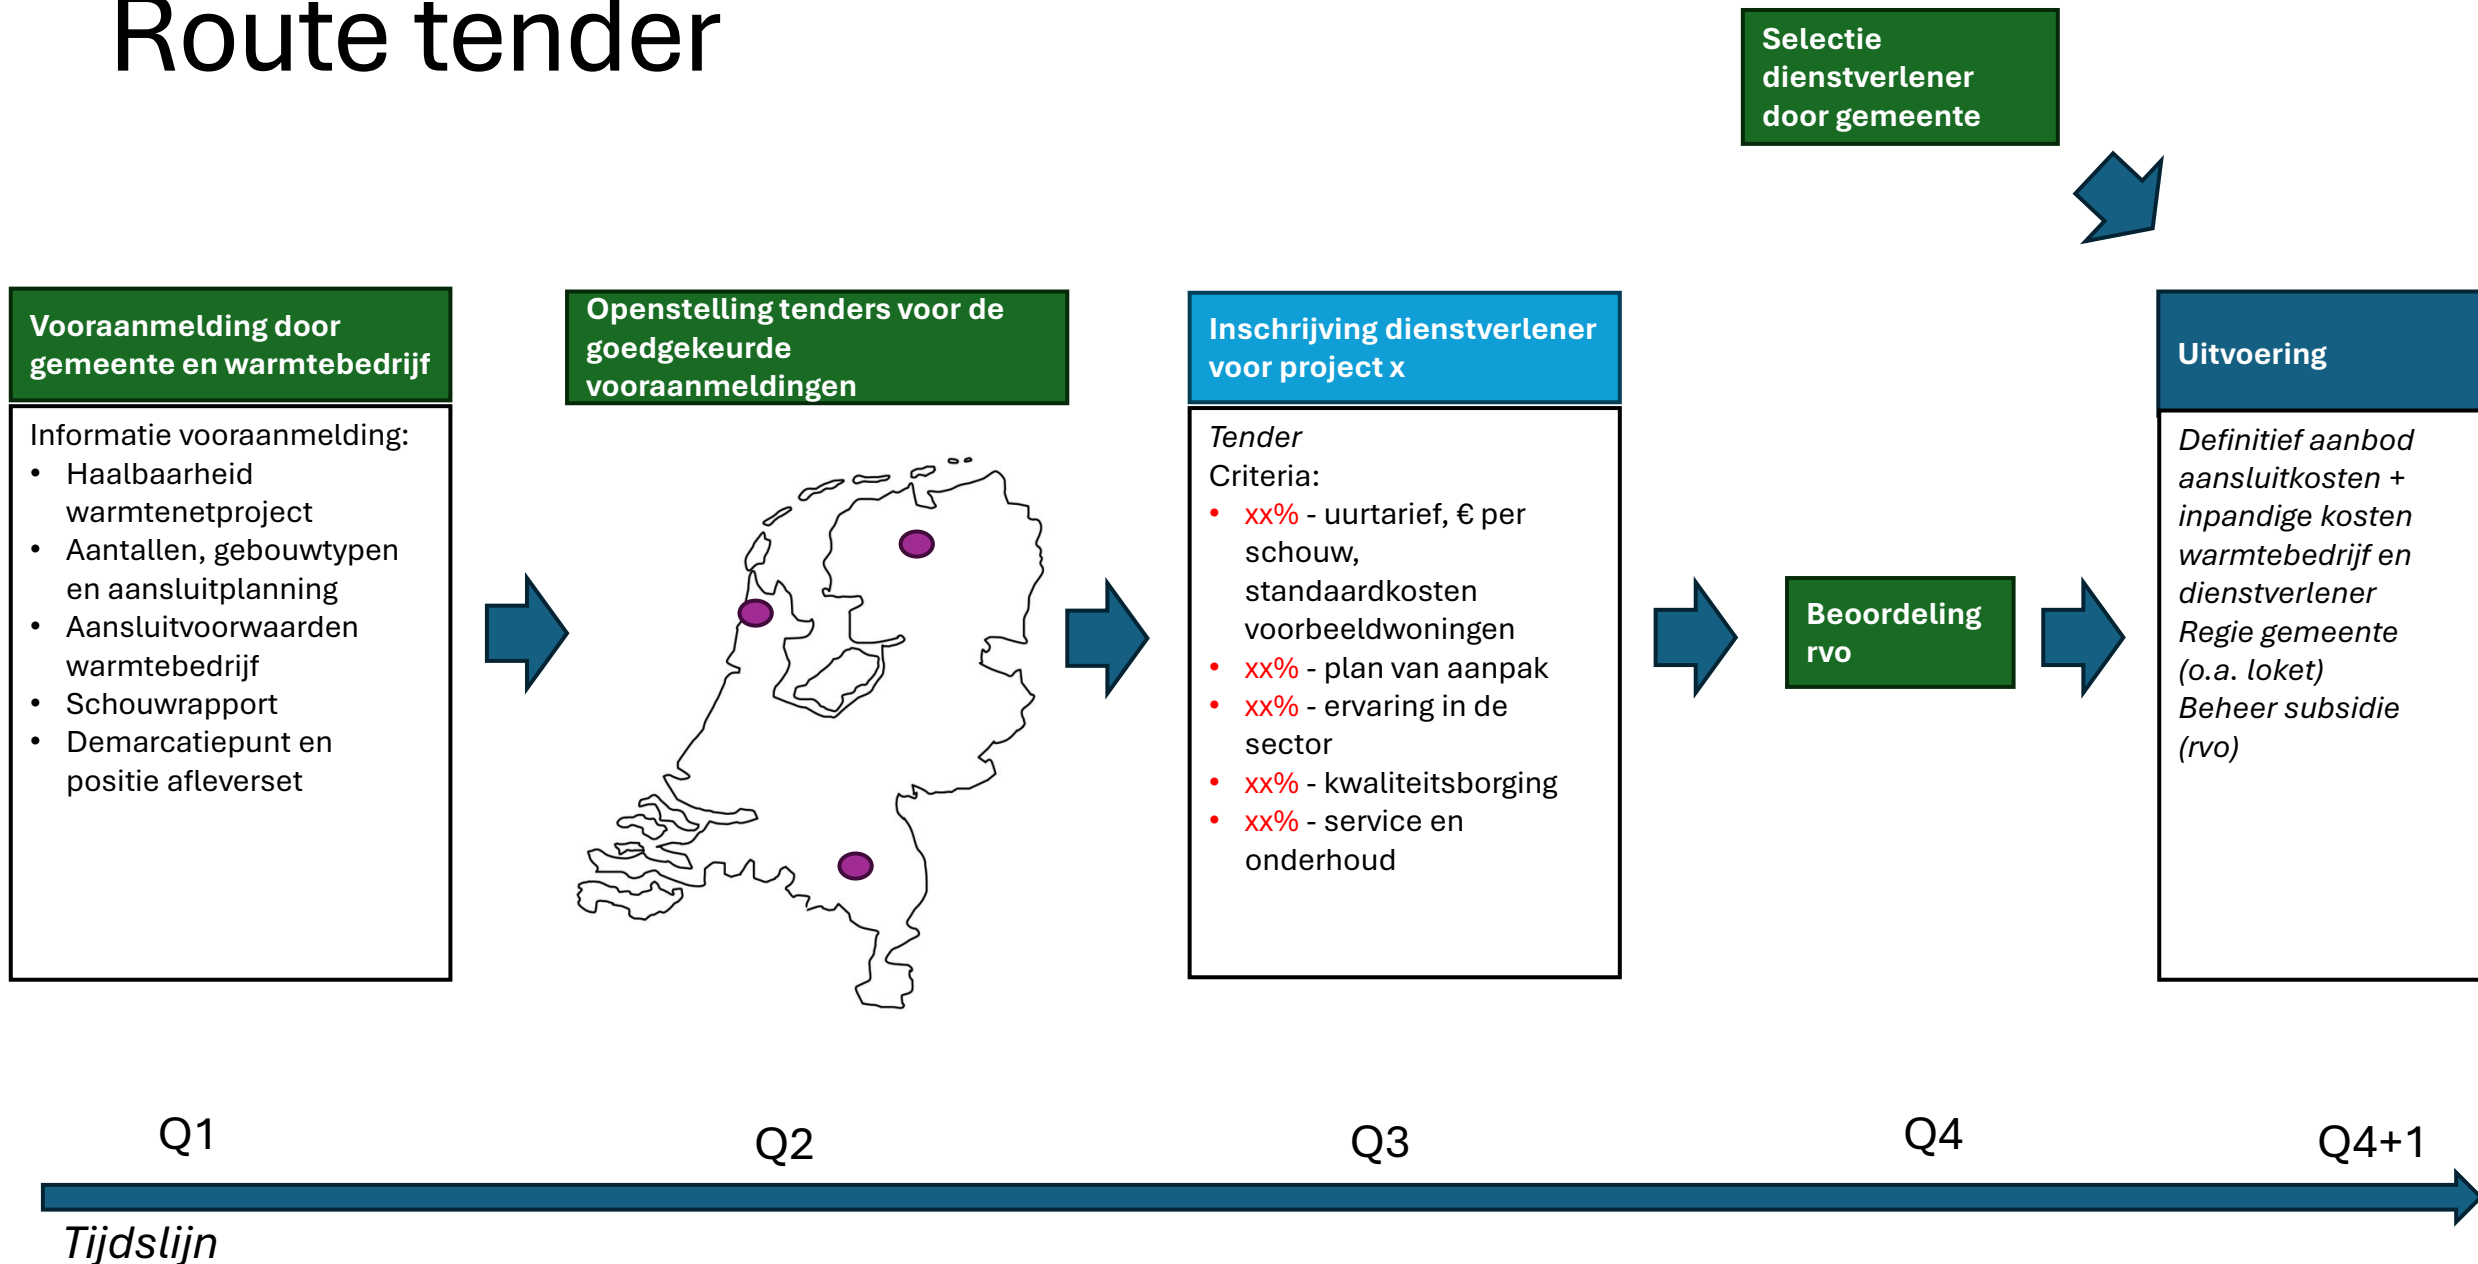 Route tender
Selectie
dienstverlener
door gemeente
Vooraanmelding door
gemeente en warmtebedrijf
Informatie vooraanmelding:
• Haalbaarheid
warmtenetproject
• Aantallen, gebouwtypen
en aansluitplanning
• Aansluitvoorwaarden
warmtebedrijf
• Schouwrapport
• Demarcatiepunt en
positie afleverset
Openstelling tenders voor de
goedgekeurde
vooraanmeldingen
Inschrijving dienstverlener
voor project x
Tender
Criteria:
• xx% - uurtarief, € per
schouw,
standaardkosten
voorbeeldwoningen
• xx% - plan van aanpak
• xx% - ervaring in de
sector
• xx% - kwaliteitsborging
• xx% - service en
onderhoud
Beoordeling
rvo
Uitvoering
Definitief aanbod
aansluitkosten +
inpandige kosten
warmtebedrijf en
dienstverlener
Regie gemeente
(o.a. loket)
Beheer subsidie
(rvo)
Q1
Q2
Q3
Q4
Q4+1
Tijdslijn